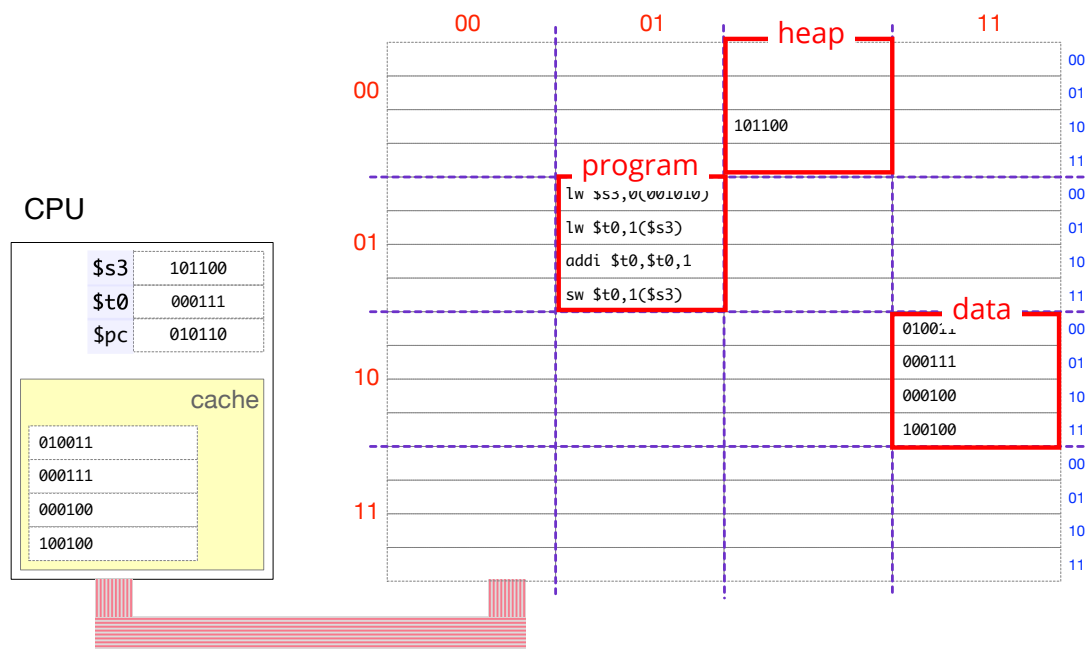 00 01 11
heap
00
00
01
10
101100
11
program
lw $s3,0(001010)
00
01
lw $t0,1($s3)
01
addi $t0,$t0,1
10
sw $t0,1($s3)
11
data
CPU
$s3 101100
$t0 000111
$pc 010110
cache
010011
000111
000100
100100
010011
00
10
000111
01
000100
10
100100
11
11
00
01
10
11